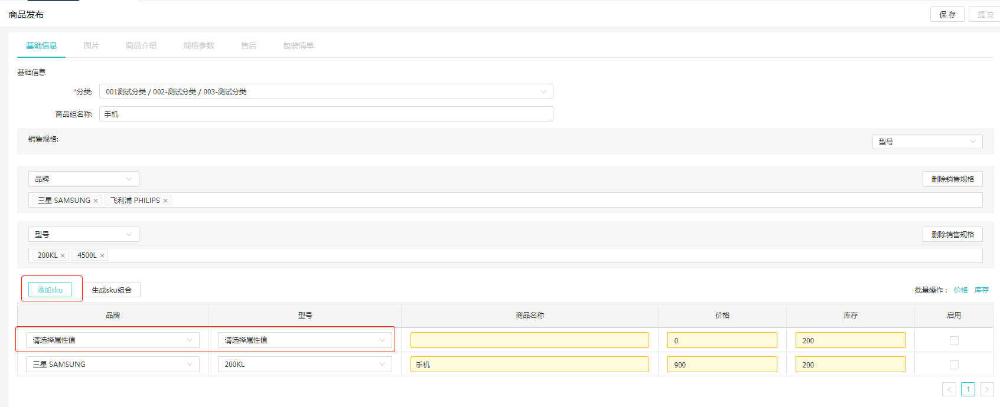 商品发布
保 存
提 交
基础信息
图片
商品介绍
规格参数
售后
包装清单
基础信息
*分类: 001测试分类 / 002-测试分类 / 003-测试分类
商品组名称: 手机
销售规格:
型号
品牌
删除销售规格
三星 SAMSUNG × 飞利浦 PHILIPS ×
型号
删除销售规格
200KL × 4500L ×
添加sku
生成sku组合
批量操作： 价格 库存
品牌 型号 商品名称 价格 库存 启用
请选择属性值 请选择属性值 0 200
三星 SAMSUNG 200KL 手机 900 200
< 1 >